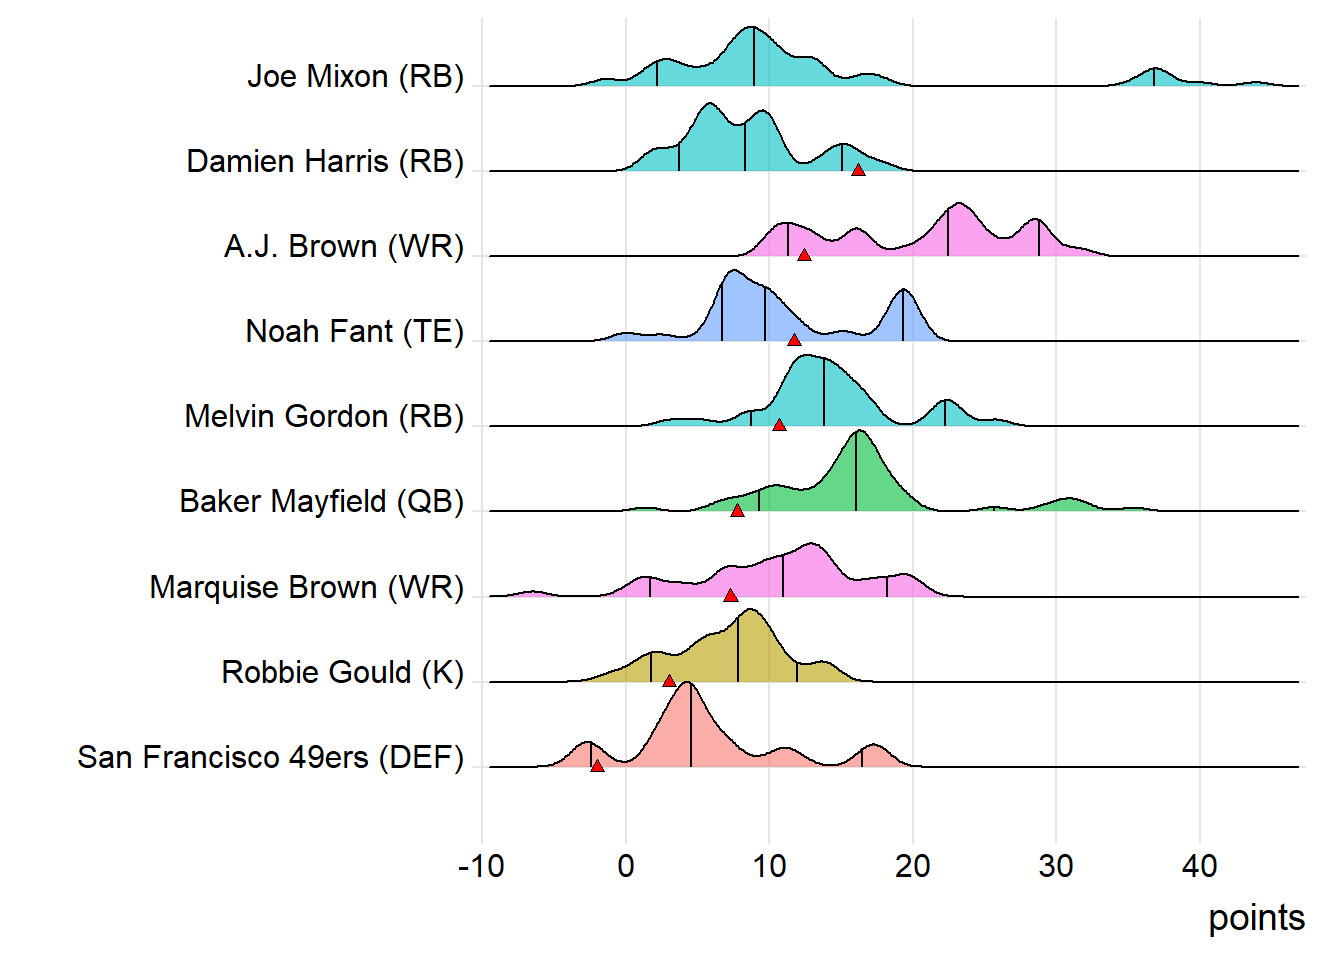 Joe Mixon (RB)
Damien Harris (RB)
A.J. Brown (WR)
Noah Fant (TE)
Melvin Gordon (RB)
Baker Mayfield (QB)
Marquise Brown (WR)
Robbie Gould (K)
San Francisco 49ers (DEF)
-10 0 10 20 30 40
points